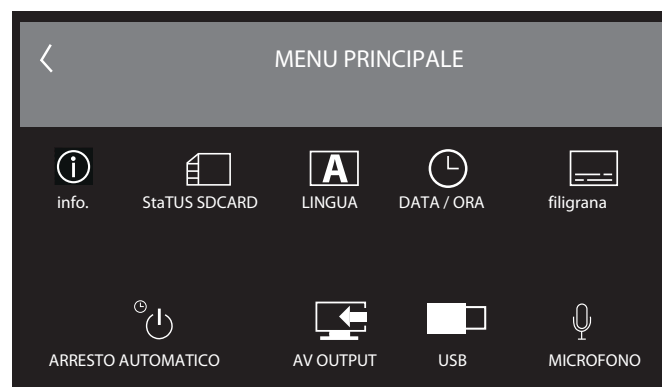 MENU PRINCIPALE
info. StaTUS SDCARD LINGUA DATA / ORA filigrana
ARRESTO AUTOMATICO AV OUTPUT USB MICROFONO